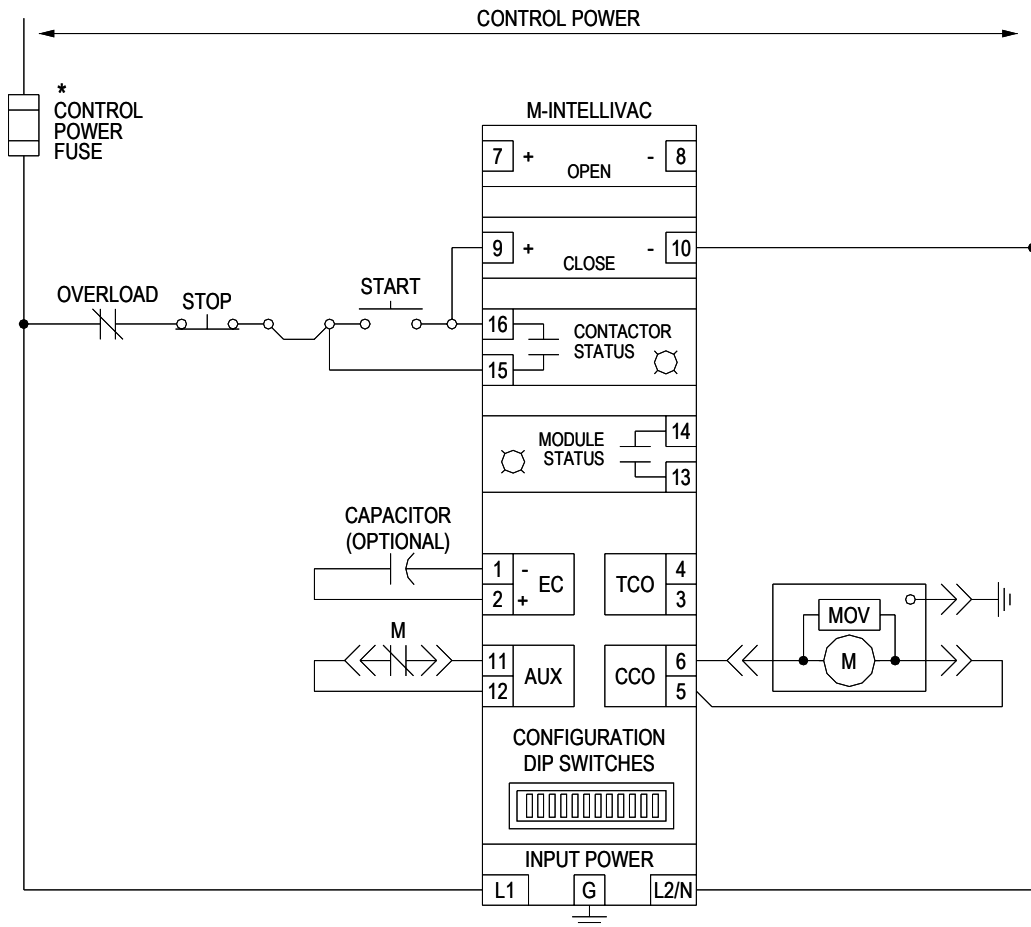 CONTROL POWER
*
CONTROL
POWER
FUSE
M-INTELLIVAC
7 + - 8
OPEN
9 + - 10
CLOSE
OVERLOAD
STOP
START
16
CONTACTOR
STATUS
15
14
MODULE
STATUS
13
CAPACITOR
(OPTIONAL)
1 -
2 +
EC
TCO
4
3
MOV
M
M
11
12
AUX
CCO
6
5
CONFIGURATION
DIP SWITCHES
INPUT POWER
L1 G L2/N